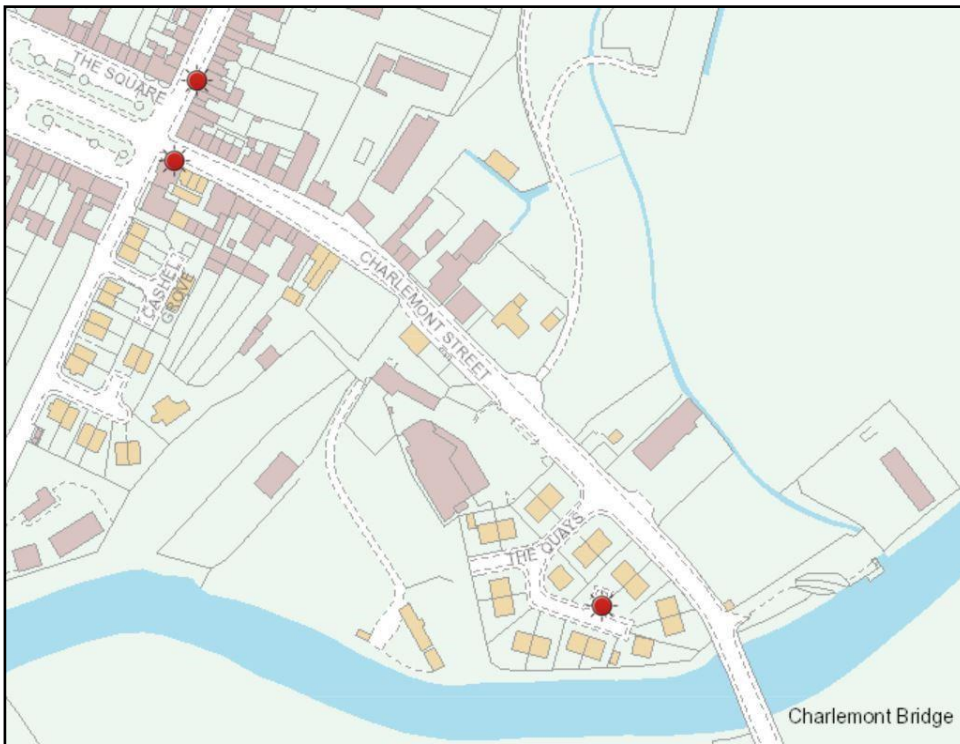 THE SQUARE
CASHEL
GROVE
CHARLEMONT STREET
THE QUAYS
Charlemont Bridge